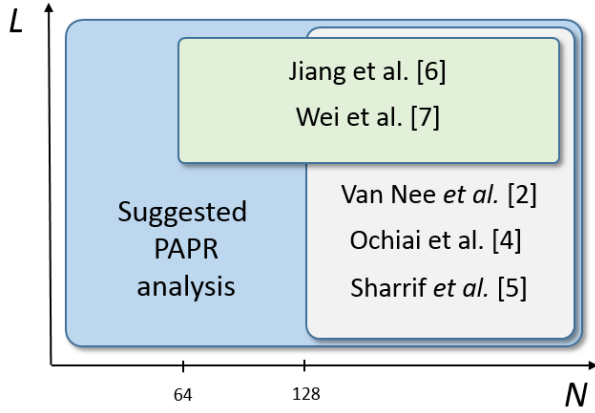 L
Jiang et al. [6]
Wei et al. [7]
Van Nee et al. [2]
Ochiai et al. [4]
Sharrif et al. [5]
Suggested
PAPR
analysis
64
128
N